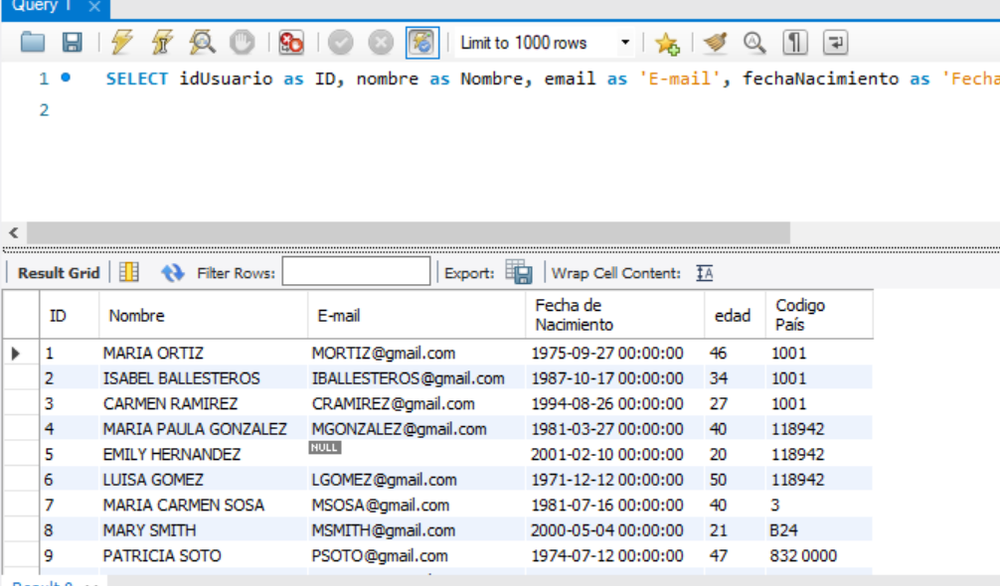 Query 1
Limit to 1000 rows
1 SELECT idUsuario as ID, nombre as Nombre, email as 'E-mail', fechaNacimiento as 'Fecha
2
Result Grid Filter Rows: Export: Wrap Cell Content:
ID Nombre E-mail Fecha de Nacimiento edad Codigo País
1 MARIA ORTIZ MORTIZ@gmail.com 1975-09-27 00:00:00 46 1001
2 ISABEL BALLESTEROS IBALLESTEROS@gmail.com 1987-10-17 00:00:00 34 1001
3 CARMEN RAMIREZ CRAMIREZ@gmail.com 1994-08-26 00:00:00 27 1001
4 MARIA PAULA GONZALEZ MGONZALEZ@gmail.com 1981-03-27 00:00:00 40 118942
5 EMILY HERNANDEZ NULL 2001-02-10 00:00:00 20 118942
6 LUISA GOMEZ LGOMEZ@gmail.com 1971-12-12 00:00:00 50 118942
7 MARIA CARMEN SOSA MSOSA@gmail.com 1981-07-16 00:00:00 40 3
8 MARY SMITH MSMITH@gmail.com 2000-05-04 00:00:00 21 B24
9 PATRICIA SOTO PSOTO@gmail.com 1974-07-12 00:00:00 47 832 0000